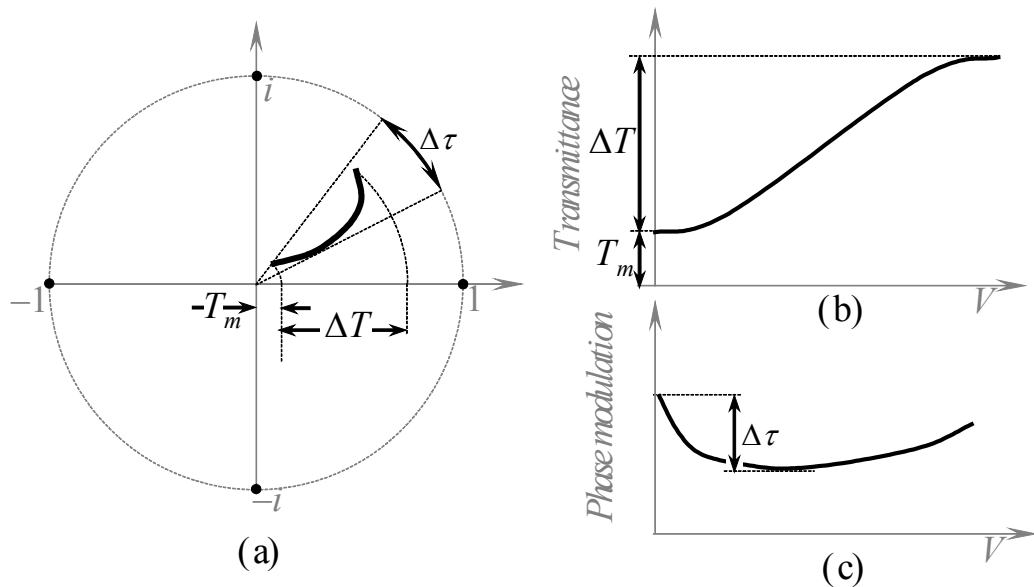 i
Δτ
−1
1
T_m
ΔT
−i
(a)
Transmittance
ΔT
T_m
V
(b)
Phase modulation
Δτ
V
(c)